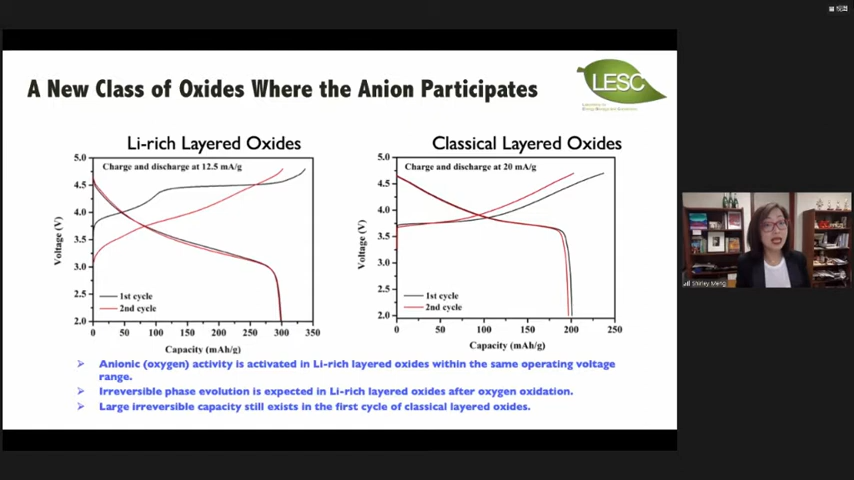 A New Class of Oxides Where the Anion Participates
LESC
Li-rich Layered Oxides
Classical Layered Oxides
5.0
4.5
4.0
3.5
3.0
2.5
2.0
Voltage (V)
Charge and discharge at 12.5 mA/g
1st cycle
2nd cycle
0 50 100 150 200 250 300 350
Capacity (mAh/g)
5.0
4.5
4.0
3.5
3.0
2.5
2.0
Voltage (V)
Charge and discharge at 20 mA/g
1st cycle
2nd cycle
0 50 100 150 200 250
Capacity (mAh/g)
Anionic (oxygen) activity is activated in Li-rich layered oxides within the same operating voltage
range.
Irreversible phase evolution is expected in Li-rich layered oxides after oxygen oxidation.
Large irreversible capacity still exists in the first cycle of classical layered oxides.
Shirley Meng